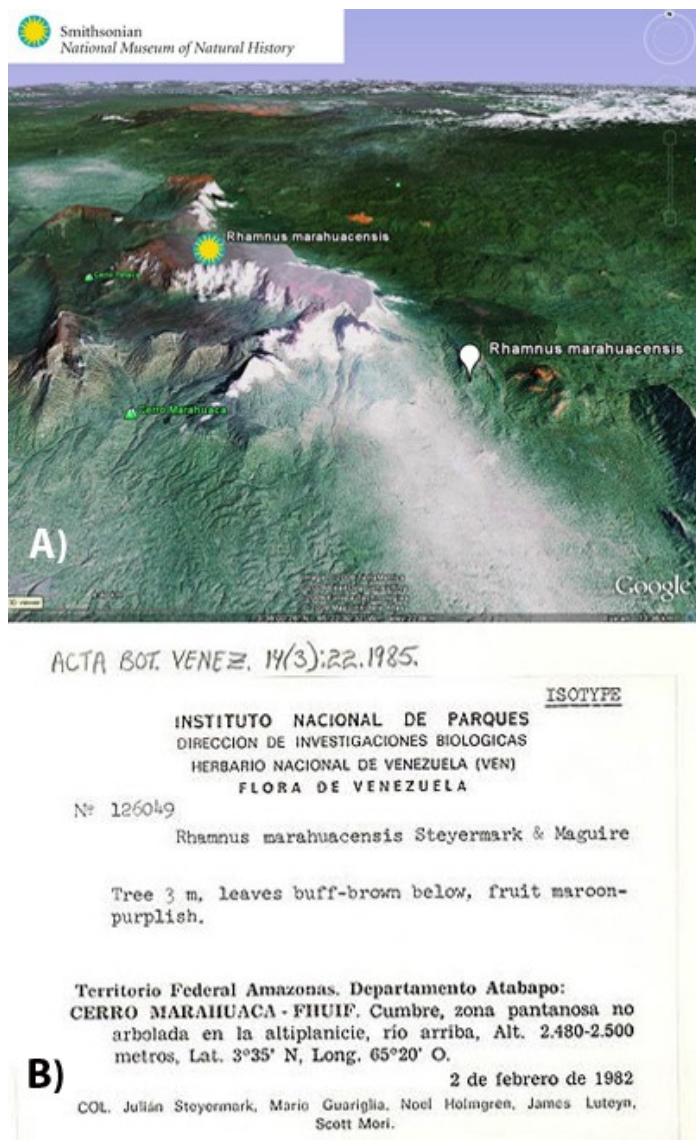 Smithsonian
National Museum of Natural History
Rhamnus marahuacensis
Rhamnus marahuacensis
Cerro Marahuaca
A)
Google
ACTA BOT. VENEZ. 14(3):22.1985.
ISOTYPE
INSTITUTO NACIONAL DE PARQUES
DIRECCION DE INVESTIGACIONES BIOLOGICAS
HERBARIO NACIONAL DE VENEZUELA (VEN)
FLORA DE VENEZUELA
Nº 126049
Rhamnus marahuacensis Steyermark & Maguire
Tree 3 m, leaves buff-brown below, fruit maroon-
purplish.
Territorio Federal Amazonas. Departamento Atabapo:
CERRO MARAHUACA - FHUIF. Cumbre, zona pantanosa no
arbolada en la altiplanicie, río arriba, Alt. 2.480-2.500
metros, Lat. 3º35' N, Long. 65º20' O.
B)
2 de febrero de 1982
COL. Julián Steyermark, Mario Guariglia, Noel Holmgren, James Luteyn,
Scott Mori.